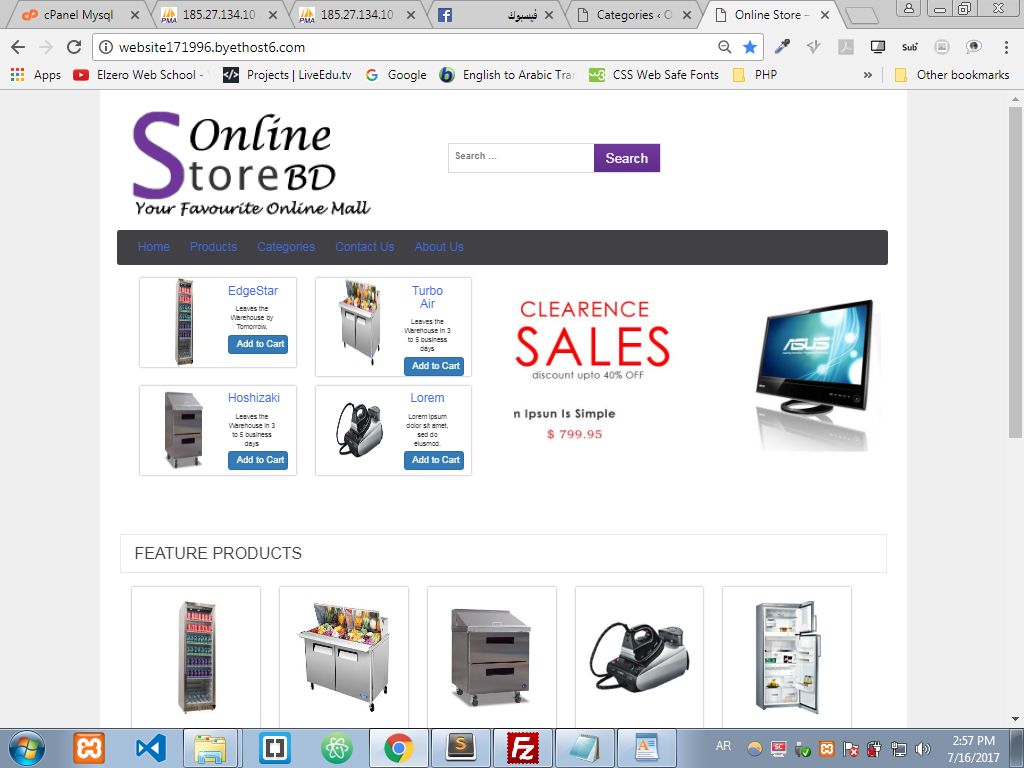 cPanel Mysql
185.27.134.10
185.27.134.10
فيسبوك
Categories ‹ O
Online Store –
website171996.byethost6.com
Sub
Apps
Elzero Web School -
Projects | LiveEdu.tv
Google
English to Arabic Tra
CSS Web Safe Fonts
PHP
»
Other bookmarks
Online
Store BD
Your Favourite Online Mall
Search ...
Search
Home
Products
Categories
Contact Us
About Us
EdgeStar
Leaves the
Warehouse by
Tomorrow,
Add to Cart
Turbo
Air
Leaves the
Warehouse in 3
to 5 business
days
Add to Cart
Hoshizaki
Leaves the
Warehouse in 3
to 5 business
days
Add to Cart
Lorem
Lorem ipsum
dolor sit amet,
sed do
eiusmod.
Add to Cart
CLEARENCE
SALES
discount upto 40% OFF
n Ipsun Is Simple
$ 799.95
ASUS
FEATURE PRODUCTS
AR
2:57 PM
7/16/2017